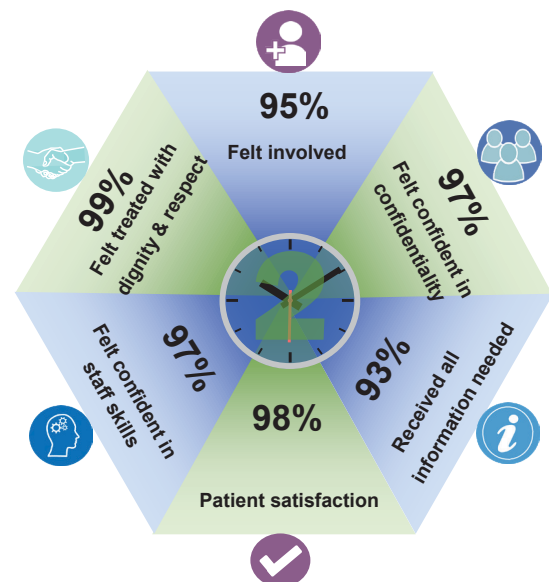 95%
Felt involved
97%
Felt confident in
confidentiality
93%
Received all
information needed
98%
Patient satisfaction
97%
Felt confident in
staff skills
99%
Felt treated with
dignity & respect
2
i